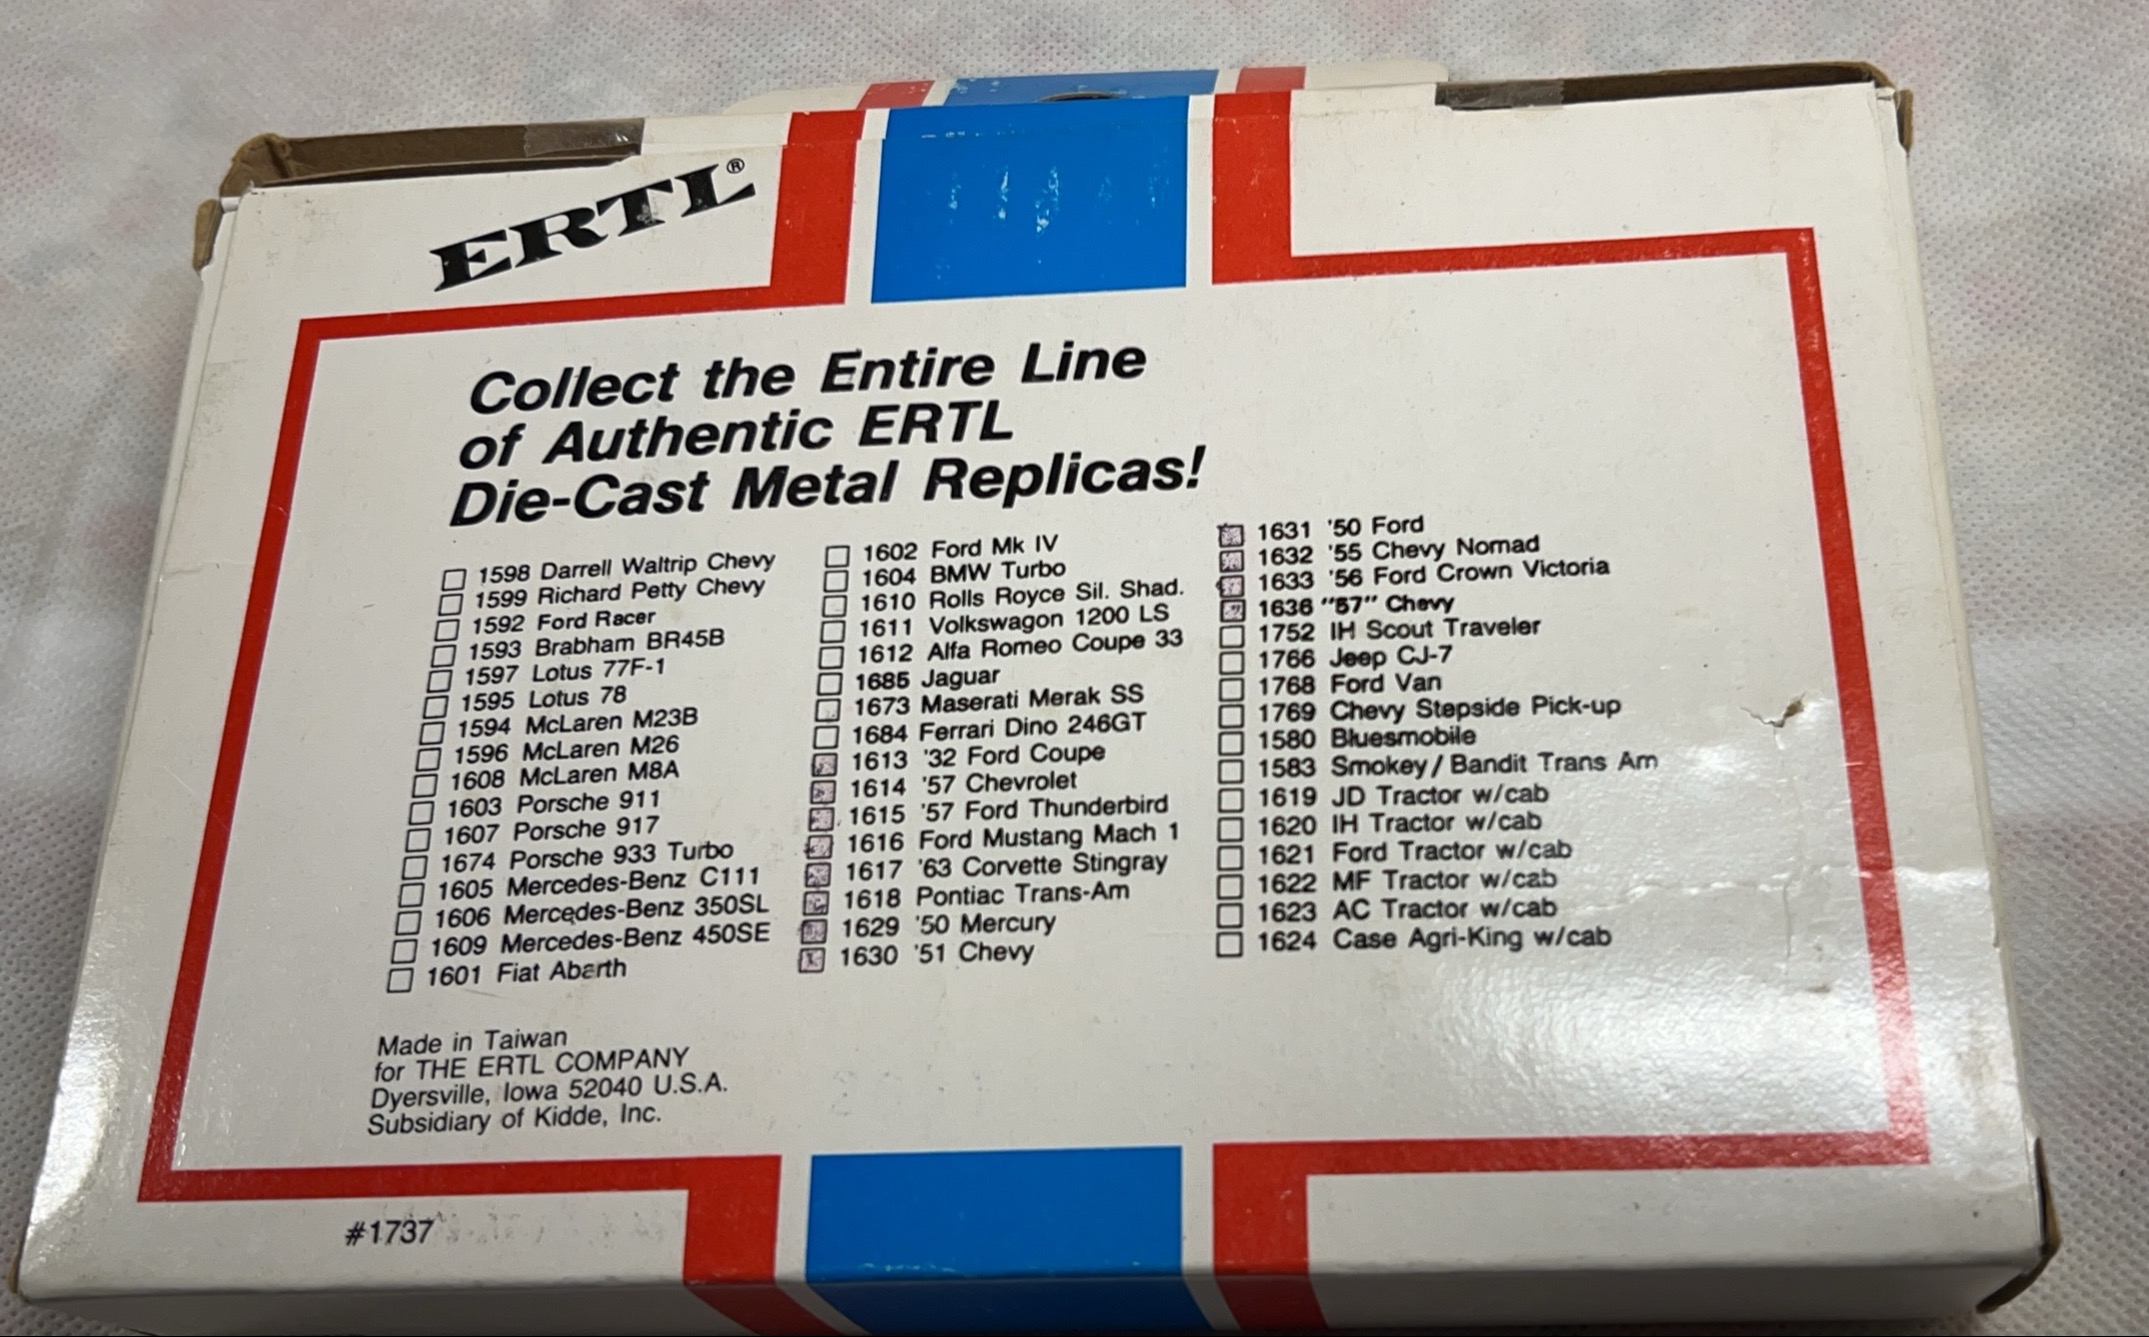 ERTL®
Collect the Entire Line
of Authentic ERTL
Die-Cast Metal Replicas!
1598 Darrell Waltrip Chevy
1599 Richard Petty Chevy
1592 Ford Racer
1593 Brabham BR45B
1597 Lotus 77F-1
1595 Lotus 78
1594 McLaren M23B
1596 McLaren M26
1608 McLaren M8A
1603 Porsche 911
1607 Porsche 917
1674 Porsche 933 Turbo
1605 Mercedes-Benz C111
1606 Mercedes-Benz 350SL
1609 Mercedes-Benz 450SE
1601 Fiat Abarth
1602 Ford Mk IV
1604 BMW Turbo
1610 Rolls Royce Sil. Shad.
1611 Volkswagon 1200 LS
1612 Alfa Romeo Coupe 33
1685 Jaguar
1673 Maserati Merak SS
1684 Ferrari Dino 246GT
1613 '32 Ford Coupe
1614 '57 Chevrolet
1615 '57 Ford Thunderbird
1616 Ford Mustang Mach 1
1617 '63 Corvette Stingray
1618 Pontiac Trans-Am
1629 '50 Mercury
1630 '51 Chevy
1631 '50 Ford
1632 '55 Chevy Nomad
1633 '56 Ford Crown Victoria
1636 "57" Chevy
1752 IH Scout Traveler
1766 Jeep CJ-7
1768 Ford Van
1769 Chevy Stepside Pick-up
1580 Bluesmobile
1583 Smokey/Bandit Trans Am
1619 JD Tractor w/cab
1620 IH Tractor w/cab
1621 Ford Tractor w/cab
1622 MF Tractor w/cab
1623 AC Tractor w/cab
1624 Case Agri-King w/cab
Made in Taiwan
for THE ERTL COMPANY
Dyersville, Iowa 52040 U.S.A.
Subsidiary of Kidde, Inc.
#1737